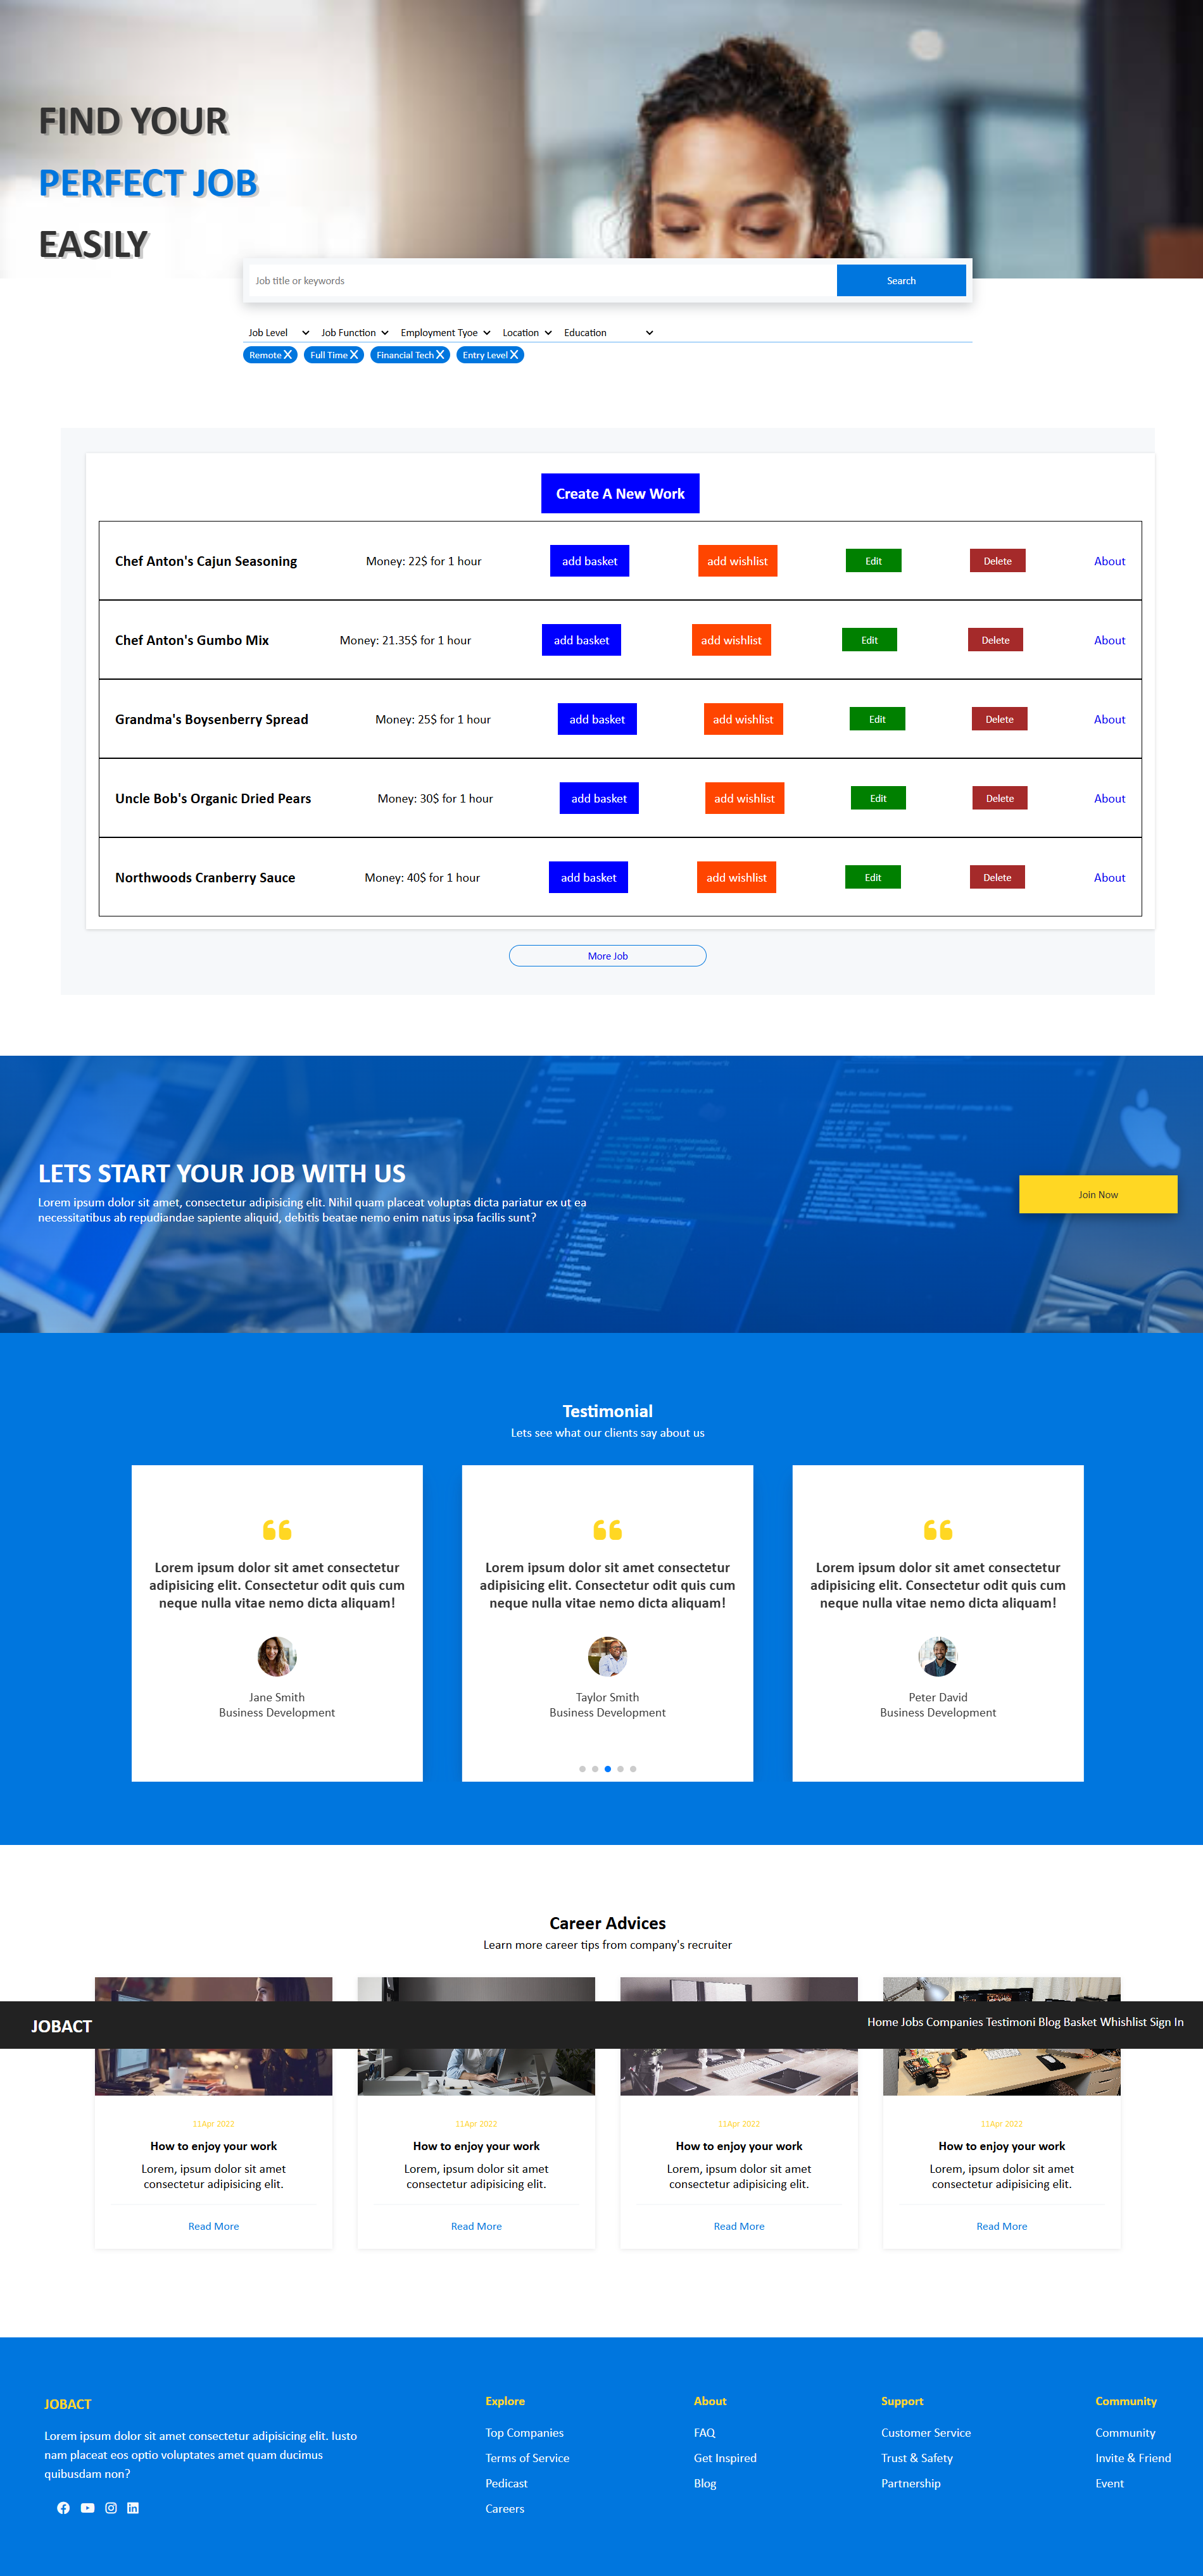 FIND YOUR
PERFECT JOB
EASILY
Job title or keywords
Search
Job Level Job Function Employment Tyoe Location Education
Remote X Full Time X Financial Tech X Entry Level X
Create A New Work
Chef Anton's Cajun Seasoning Money: 22$ for 1 hour add basket add wishlist Edit Delete About
Chef Anton's Gumbo Mix Money: 21.35$ for 1 hour add basket add wishlist Edit Delete About
Grandma's Boysenberry Spread Money: 25$ for 1 hour add basket add wishlist Edit Delete About
Uncle Bob's Organic Dried Pears Money: 30$ for 1 hour add basket add wishlist Edit Delete About
Northwoods Cranberry Sauce Money: 40$ for 1 hour add basket add wishlist Edit Delete About
More Job
LETS START YOUR JOB WITH US
Lorem ipsum dolor sit amet, consectetur adipisicing elit. Nihil quam placeat voluptas dicta pariatur ex ut ea
necessitatibus ab repudiandae sapiente aliquid, debitis beatae nemo enim natus ipsa facilis sunt?
Join Now
Testimonial
Lets see what our clients say about us
Lorem ipsum dolor sit amet consectetur
adipisicing elit. Consectetur odit quis cum
neque nulla vitae nemo dicta aliquam!
Jane Smith
Business Development
Lorem ipsum dolor sit amet consectetur
adipisicing elit. Consectetur odit quis cum
neque nulla vitae nemo dicta aliquam!
Taylor Smith
Business Development
Lorem ipsum dolor sit amet consectetur
adipisicing elit. Consectetur odit quis cum
neque nulla vitae nemo dicta aliquam!
Peter David
Business Development
Career Advices
Learn more career tips from company's recruiter
JOBACT
Home Jobs Companies Testimoni Blog Basket Whishlist Sign In
11Apr 2022
How to enjoy your work
Lorem, ipsum dolor sit amet
consectetur adipisicing elit.
Read More
11Apr 2022
How to enjoy your work
Lorem, ipsum dolor sit amet
consectetur adipisicing elit.
Read More
11Apr 2022
How to enjoy your work
Lorem, ipsum dolor sit amet
consectetur adipisicing elit.
Read More
11Apr 2022
How to enjoy your work
Lorem, ipsum dolor sit amet
consectetur adipisicing elit.
Read More
JOBACT
Lorem ipsum dolor sit amet consectetur adipisicing elit. Iusto
nam placeat eos optio voluptates amet quam ducimus
quibusdam non?
Explore
Top Companies
Terms of Service
Pedicast
Careers
About
FAQ
Get Inspired
Blog
Support
Customer Service
Trust & Safety
Partnership
Community
Community
Invite & Friend
Event